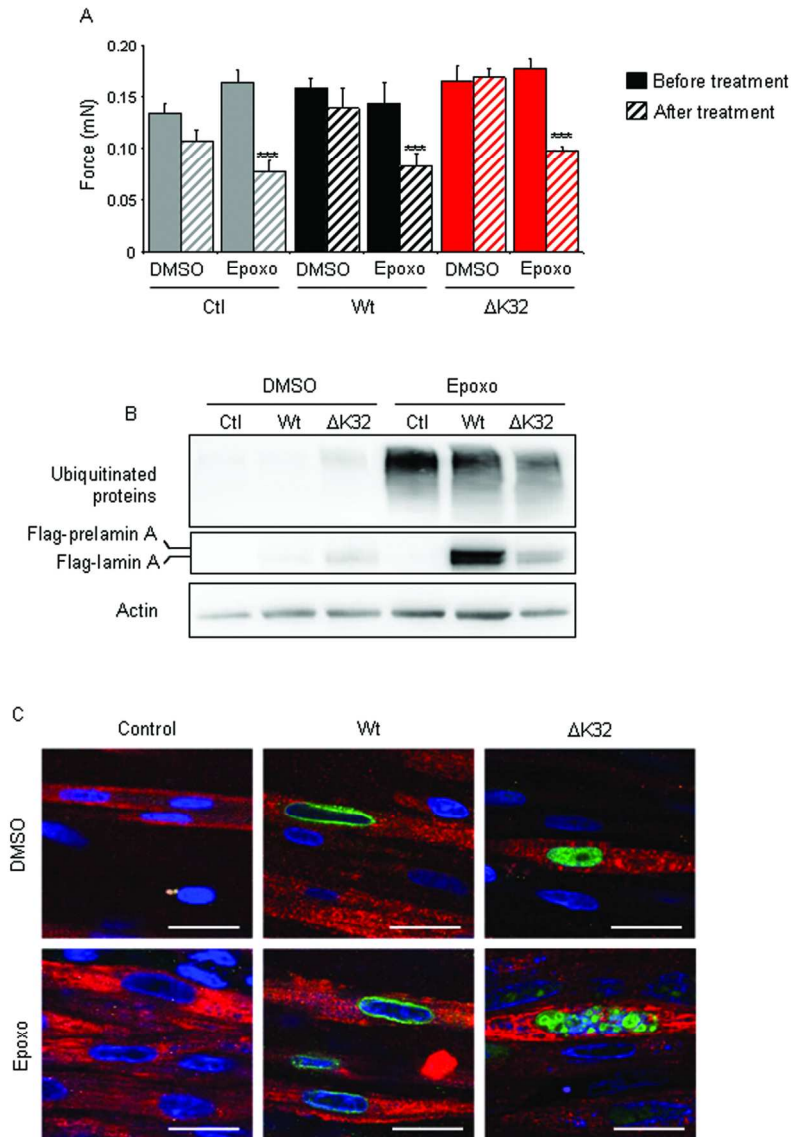 A
0.20
0.15
0.10
0.05
0
Force (mN)
***
***
***
Before treatment
After treatment
DMSO Epoxo DMSO Epoxo DMSO Epoxo
Ctl Wt ΔK32
B
DMSO Epoxo
Ctl Wt ΔK32 Ctl Wt ΔK32
Ubiquitinated
proteins
Flag-prelamin A
Flag-lamin A
Actin
C
Control Wt ΔK32
DMSO
Epoxo